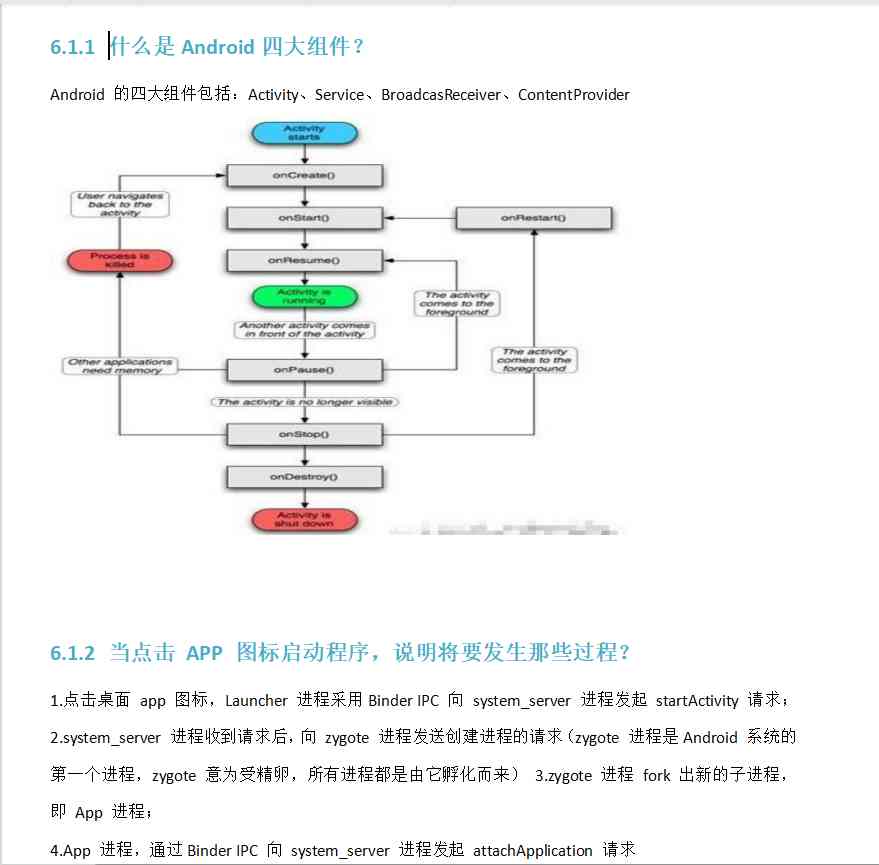 6.1.1 什么是 Android 四大组件？
Android 的四大组件包括：Activity、Service、BroadcasReceiver、ContentProvider
Activity
starts
onCreate()
User navigates
back to the
activity
onStart()
onRestart()
Process is
killed
onResume()
Activity is
running
The activity
comes to the
foreground
Another activity comes
in front of the activity
The activity
comes to the
foreground
Other applications
need memory
onPause()
The activity is no longer visible
onStop()
onDestroy()
Activity is
shut down
6.1.2 当点击 APP 图标启动程序，说明将要发生那些过程？
1.点击桌面 app 图标，Launcher 进程采用 Binder IPC 向 system_server 进程发起 startActivity 请求；
2.system_server 进程收到请求后，向 zygote 进程发送创建进程的请求（zygote 进程是 Android 系统的
第一个进程，zygote 意为受精卵，所有进程都是由它孵化而来） 3.zygote 进程 fork 出新的子进程，
即 App 进程；
4.App 进程，通过 Binder IPC 向 system_server 进程发起 attachApplication 请求